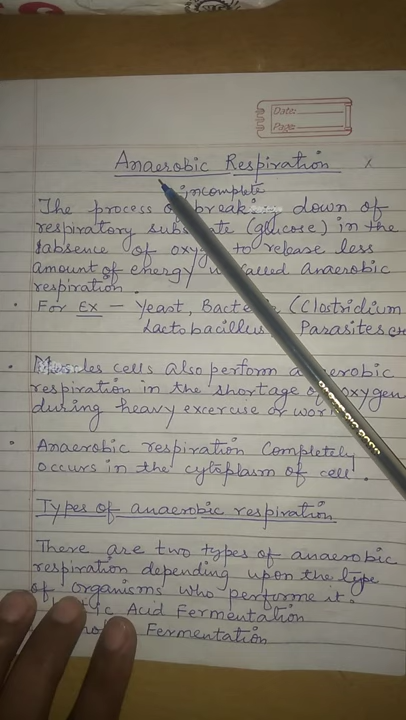 Date:
Page:
Anaerobic Respiration
incomplete
The process of breaking down of
respiratory substrate (glucose) in the
absence of oxygen to release less
amount of energy is called anaerobic
respiration.
• For Ex – Yeast, Bacteria (Clostridium
Lactobacillus, Parasites etc
• Muscles cells also perform anaerobic
respiration in the shortage of oxygen
during heavy excercise or work
• Anaerobic respiration Completely
occurs in the cytoplasm of cell.
Types of anaerobic respiration
There are two types of anaerobic
respiration depending upon the type
of organisms who performe it.
Acid Fermentation
Fermentation